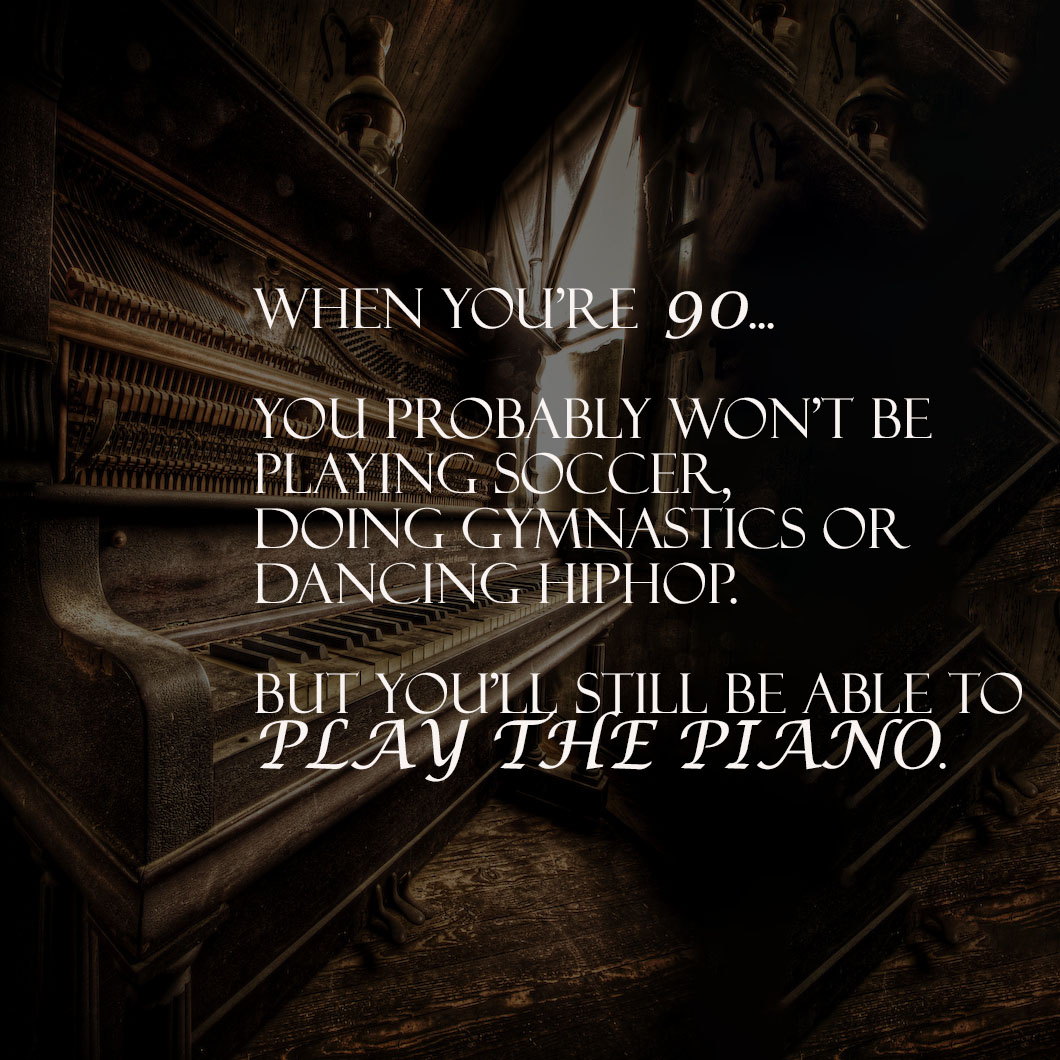 WHEN YOU'RE 90...
YOU PROBABLY WON'T BE
PLAYING SOCCER,
DOING GYMNASTICS OR
DANCING HIPHOP.
BUT YOU'LL STILL BE ABLE TO
PLAY THE PIANO.